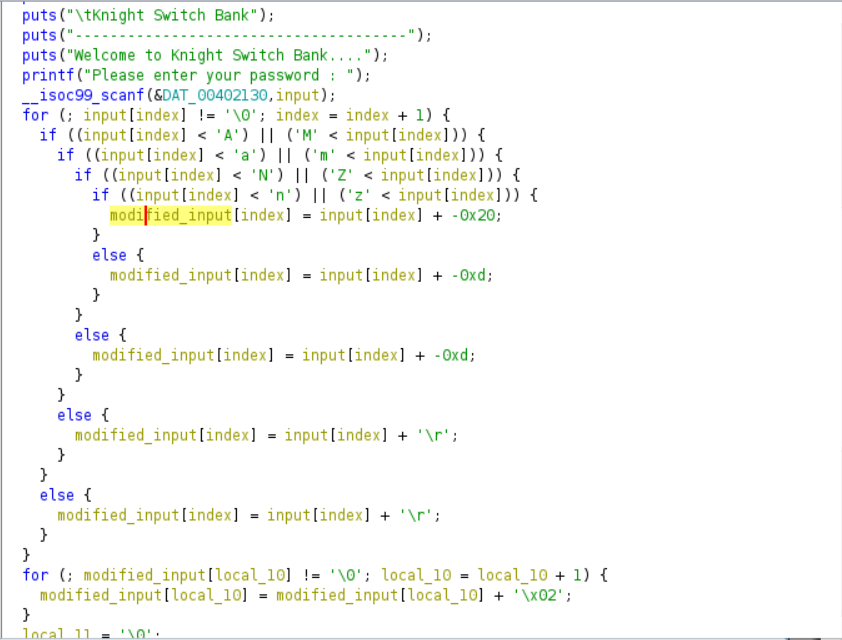 puts("\tKnight Switch Bank");
puts("-------------------------------------");
puts("Welcome to Knight Switch Bank....");
printf("Please enter your password : ");
__isoc99_scanf(&DAT_00402130,input);
for (; input[index] != '\0'; index = index + 1) {
if ((input[index] < 'A') || ('M' < input[index])) {
if ((input[index] < 'a') || ('m' < input[index])) {
if ((input[index] < 'N') || ('Z' < input[index])) {
if ((input[index] < 'n') || ('z' < input[index])) {
modified_input[index] = input[index] + -0x20;
}
else {
modified_input[index] = input[index] + -0xd;
}
}
else {
modified_input[index] = input[index] + -0xd;
}
}
else {
modified_input[index] = input[index] + '\r';
}
}
else {
modified_input[index] = input[index] + '\r';
}
}
for (; modified_input[local_10] != '\0'; local_10 = local_10 + 1) {
modified_input[local_10] = modified_input[local_10] + '\x02';
}
local_11 = '\0';